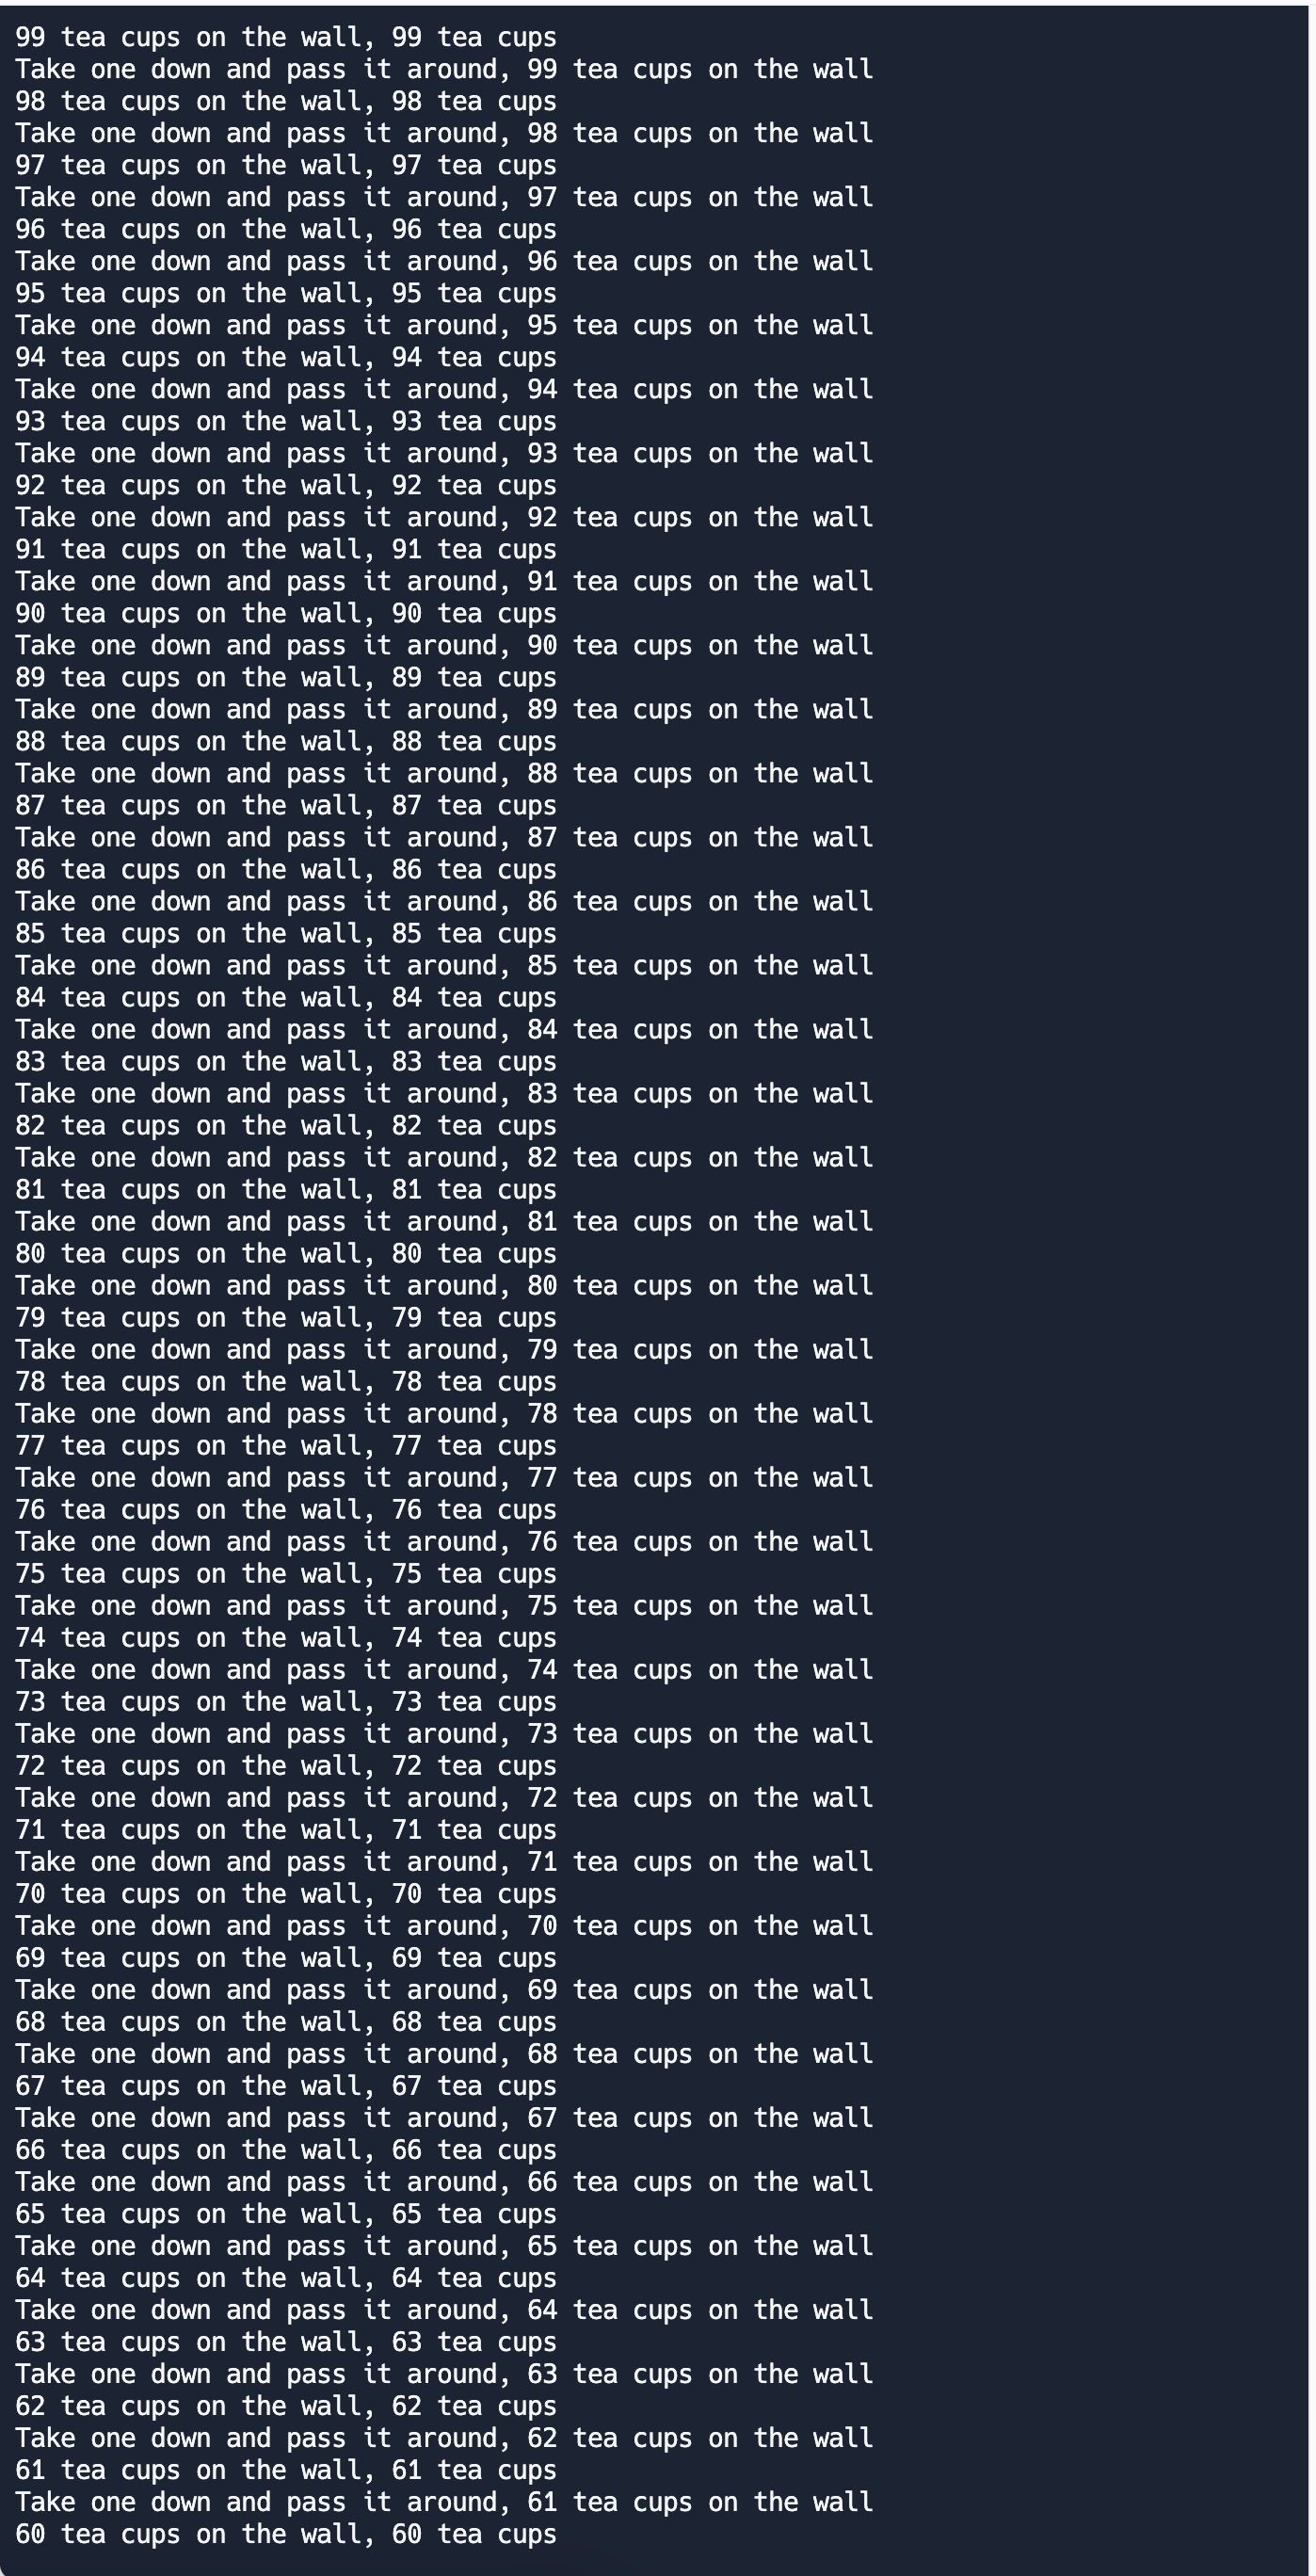 99 tea cups on the wall, 99 tea cups
Take one down and pass it around, 99 tea cups on the wall
98 tea cups on the wall, 98 tea cups
Take one down and pass it around, 98 tea cups on the wall
97 tea cups on the wall, 97 tea cups
Take one down and pass it around, 97 tea cups on the wall
96 tea cups on the wall, 96 tea cups
Take one down and pass it around, 96 tea cups on the wall
95 tea cups on the wall, 95 tea cups
Take one down and pass it around, 95 tea cups on the wall
94 tea cups on the wall, 94 tea cups
Take one down and pass it around, 94 tea cups on the wall
93 tea cups on the wall, 93 tea cups
Take one down and pass it around, 93 tea cups on the wall
92 tea cups on the wall, 92 tea cups
Take one down and pass it around, 92 tea cups on the wall
91 tea cups on the wall, 91 tea cups
Take one down and pass it around, 91 tea cups on the wall
90 tea cups on the wall, 90 tea cups
Take one down and pass it around, 90 tea cups on the wall
89 tea cups on the wall, 89 tea cups
Take one down and pass it around, 89 tea cups on the wall
88 tea cups on the wall, 88 tea cups
Take one down and pass it around, 88 tea cups on the wall
87 tea cups on the wall, 87 tea cups
Take one down and pass it around, 87 tea cups on the wall
86 tea cups on the wall, 86 tea cups
Take one down and pass it around, 86 tea cups on the wall
85 tea cups on the wall, 85 tea cups
Take one down and pass it around, 85 tea cups on the wall
84 tea cups on the wall, 84 tea cups
Take one down and pass it around, 84 tea cups on the wall
83 tea cups on the wall, 83 tea cups
Take one down and pass it around, 83 tea cups on the wall
82 tea cups on the wall, 82 tea cups
Take one down and pass it around, 82 tea cups on the wall
81 tea cups on the wall, 81 tea cups
Take one down and pass it around, 81 tea cups on the wall
80 tea cups on the wall, 80 tea cups
Take one down and pass it around, 80 tea cups on the wall
79 tea cups on the wall, 79 tea cups
Take one down and pass it around, 79 tea cups on the wall
78 tea cups on the wall, 78 tea cups
Take one down and pass it around, 78 tea cups on the wall
77 tea cups on the wall, 77 tea cups
Take one down and pass it around, 77 tea cups on the wall
76 tea cups on the wall, 76 tea cups
Take one down and pass it around, 76 tea cups on the wall
75 tea cups on the wall, 75 tea cups
Take one down and pass it around, 75 tea cups on the wall
74 tea cups on the wall, 74 tea cups
Take one down and pass it around, 74 tea cups on the wall
73 tea cups on the wall, 73 tea cups
Take one down and pass it around, 73 tea cups on the wall
72 tea cups on the wall, 72 tea cups
Take one down and pass it around, 72 tea cups on the wall
71 tea cups on the wall, 71 tea cups
Take one down and pass it around, 71 tea cups on the wall
70 tea cups on the wall, 70 tea cups
Take one down and pass it around, 70 tea cups on the wall
69 tea cups on the wall, 69 tea cups
Take one down and pass it around, 69 tea cups on the wall
68 tea cups on the wall, 68 tea cups
Take one down and pass it around, 68 tea cups on the wall
67 tea cups on the wall, 67 tea cups
Take one down and pass it around, 67 tea cups on the wall
66 tea cups on the wall, 66 tea cups
Take one down and pass it around, 66 tea cups on the wall
65 tea cups on the wall, 65 tea cups
Take one down and pass it around, 65 tea cups on the wall
64 tea cups on the wall, 64 tea cups
Take one down and pass it around, 64 tea cups on the wall
63 tea cups on the wall, 63 tea cups
Take one down and pass it around, 63 tea cups on the wall
62 tea cups on the wall, 62 tea cups
Take one down and pass it around, 62 tea cups on the wall
61 tea cups on the wall, 61 tea cups
Take one down and pass it around, 61 tea cups on the wall
60 tea cups on the wall, 60 tea cups